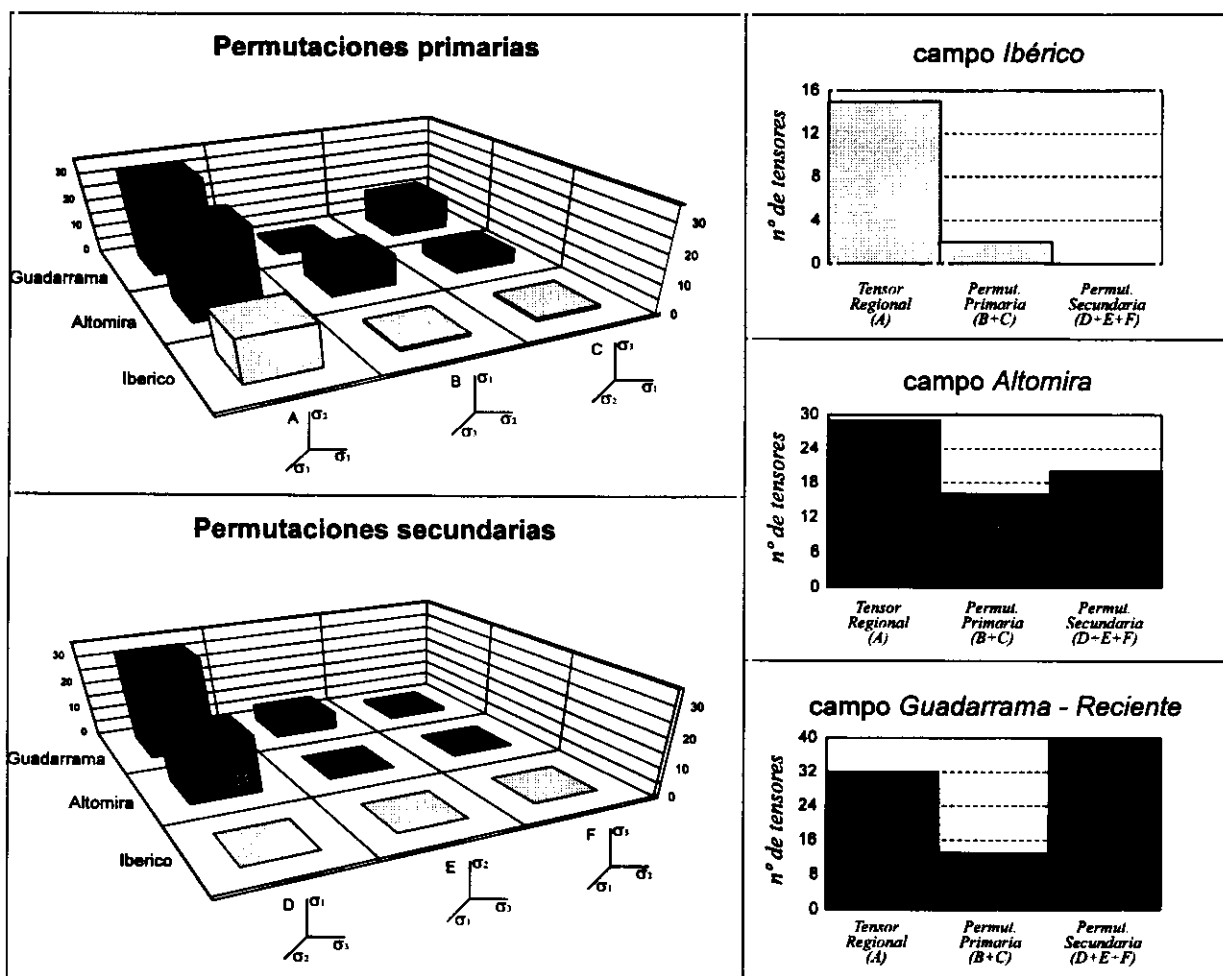 Permutaciones primarias
30
20
10
0
Guadarrama
Altomira
Iberico
30
20
10
0
A
σ₂
σ₁
σ₃
B
σ₁
σ₂
σ₃
C
σ₃
σ₂
σ₁
Permutaciones secundarias
30
20
10
0
Guadarrama
Altomira
Iberico
30
20
10
0
D
σ₁
σ₂
σ₃
E
σ₂
σ₁
σ₃
F
σ₃
σ₁
σ₂
campo Ibérico
nº de tensores
16
12
8
4
0
Tensor Regional (A)
Permut. Primaria (B+C)
Permut. Secundaria (D+E+F)
campo Altomira
nº de tensores
30
24
18
12
6
0
Tensor Regional (A)
Permut. Primaria (B+C)
Permut. Secundaria (D+E+F)
campo Guadarrama - Reciente
nº de tensores
40
32
24
16
8
0
Tensor Regional (A)
Permut. Primaria (B+C)
Permut. Secundaria (D+E+F)